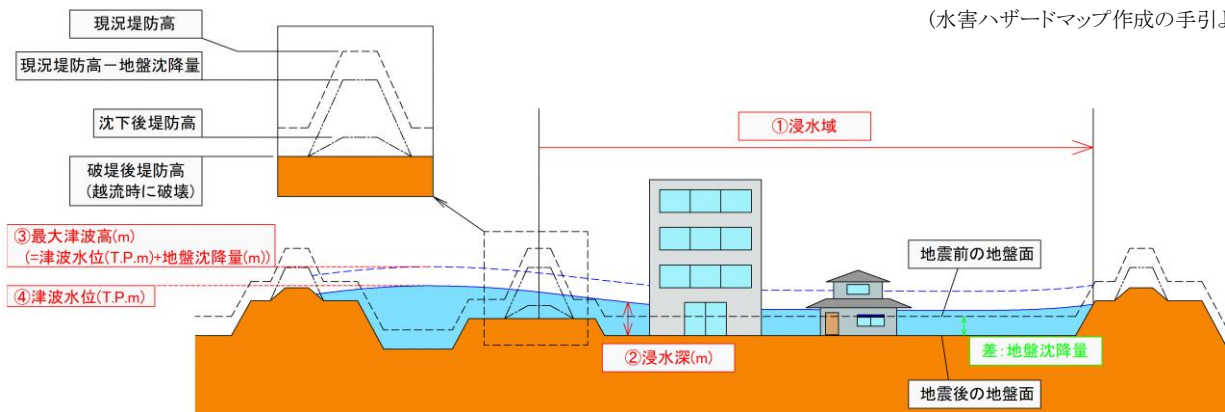 (水害ハザードマップ作成の手引よ
現況堤防高
現況堤防高－地盤沈降量
沈下後堤防高
破堤後堤防高
(越流時に破壊)
①浸水域
③最大津波高(m)
(=津波水位(T.P.m)+地盤沈降量(m))
④津波水位(T.P.m)
地震前の地盤面
②浸水深(m)
差:地盤沈降量
地震後の地盤面